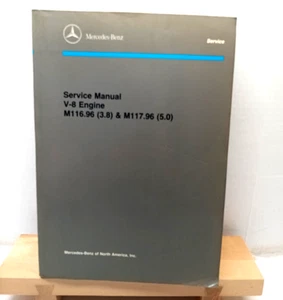 Mercedes-Benz
Service
Service Manual
V-8 Engine
M116.96 (3.8) & M117.96 (5.0)
Mercedes-Benz of North America, Inc.